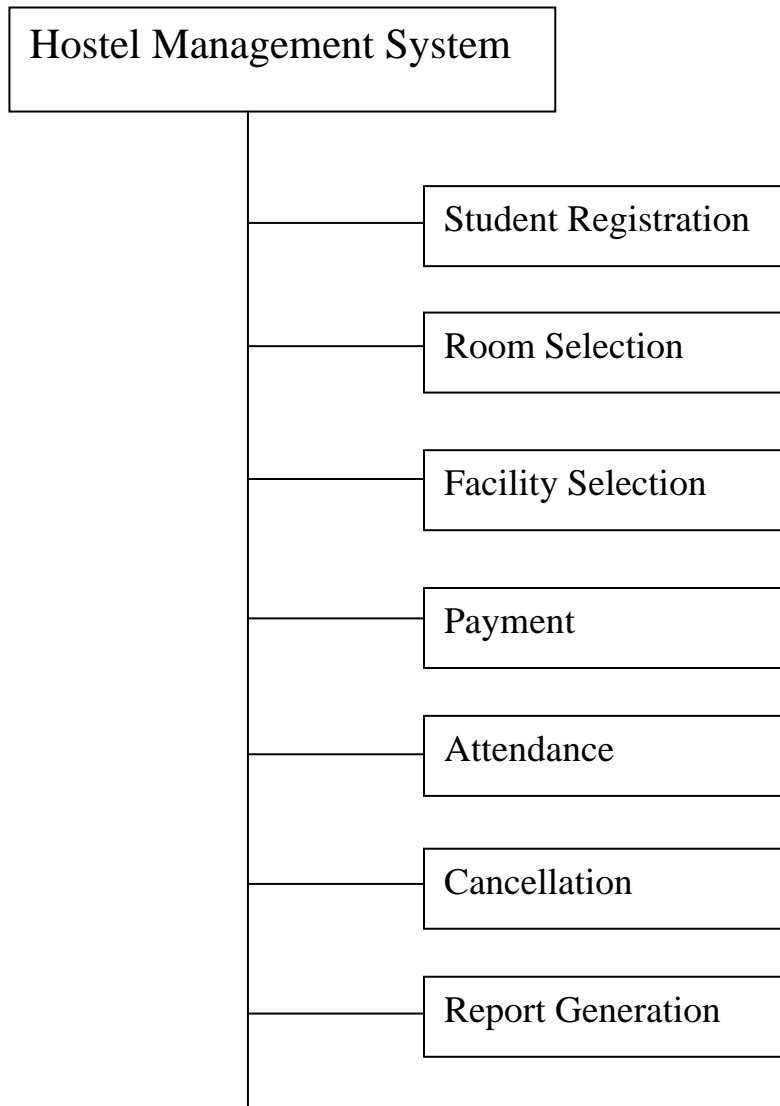 Hostel Management System
Student Registration
Room Selection
Facility Selection
Payment
Attendance
Cancellation
Report Generation